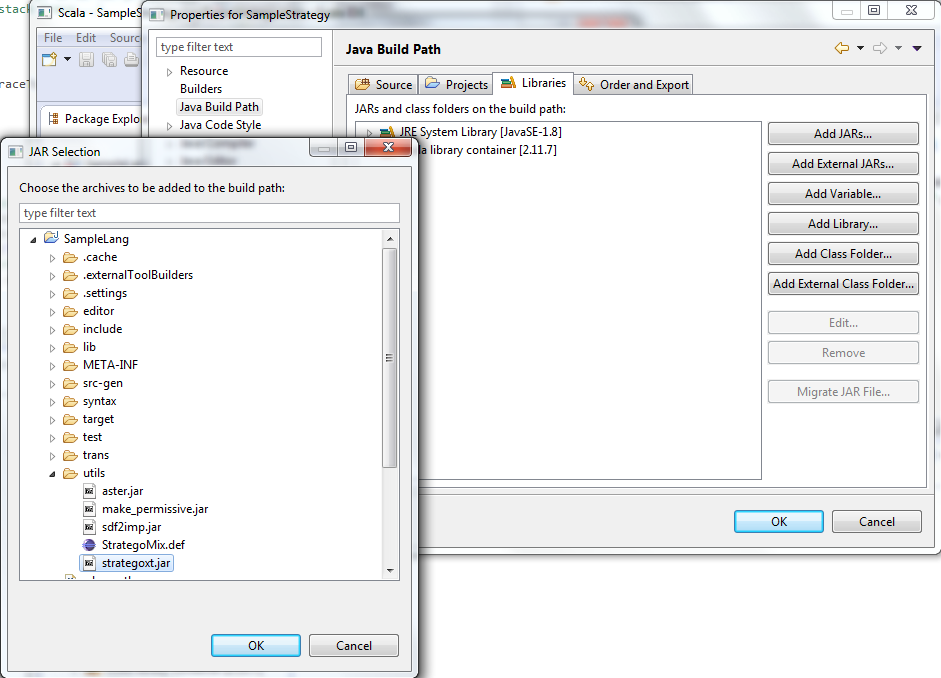 stack
Scala - SampleS
File Edit Sourc
raceT
Package Explo
Properties for SampleStrategy
type filter text
Resource
Builders
Java Build Path
Java Code Style
Java Compiler
Java Editor
Java Build Path
Source
Projects
Libraries
Order and Export
JARs and class folders on the build path:
JRE System Library [JavaSE-1.8]
la library container [2.11.7]
Add JARs...
Add External JARs...
Add Variable...
Add Library...
Add Class Folder...
Add External Class Folder...
Edit...
Remove
Migrate JAR File...
OK
Cancel
JAR Selection
Choose the archives to be added to the build path:
type filter text
SampleLang
.cache
.externalToolBuilders
.settings
editor
include
lib
META-INF
src-gen
syntax
target
test
trans
utils
aster.jar
make_permissive.jar
sdf2imp.jar
StrategoMix.def
strategoxt.jar
OK
Cancel